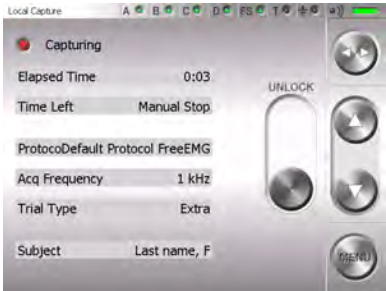 Local Capture A B C D FS T
Capturing
Elapsed Time 0:03
UNLOCK
Time Left Manual Stop
ProtocoDefault Protocol FreeEMG
Acq Frequency 1 kHz
Trial Type Extra
Subject Last name, F
MENU